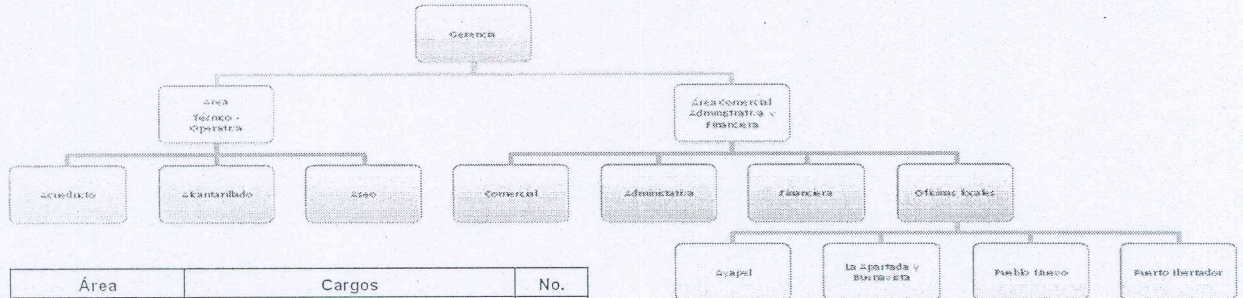 Gerencia
Área
Técnico -
Operativa
Área Comercial
Administrativa y
Financiera
Acueducto
Alcantarillado
Aseo
Comercial
Administrativa
Financiera
Oficinas locales
Ayapel
La Apartada y
Buenavista
Pueblo Nuevo
Puerto libertador
Área Cargos No.